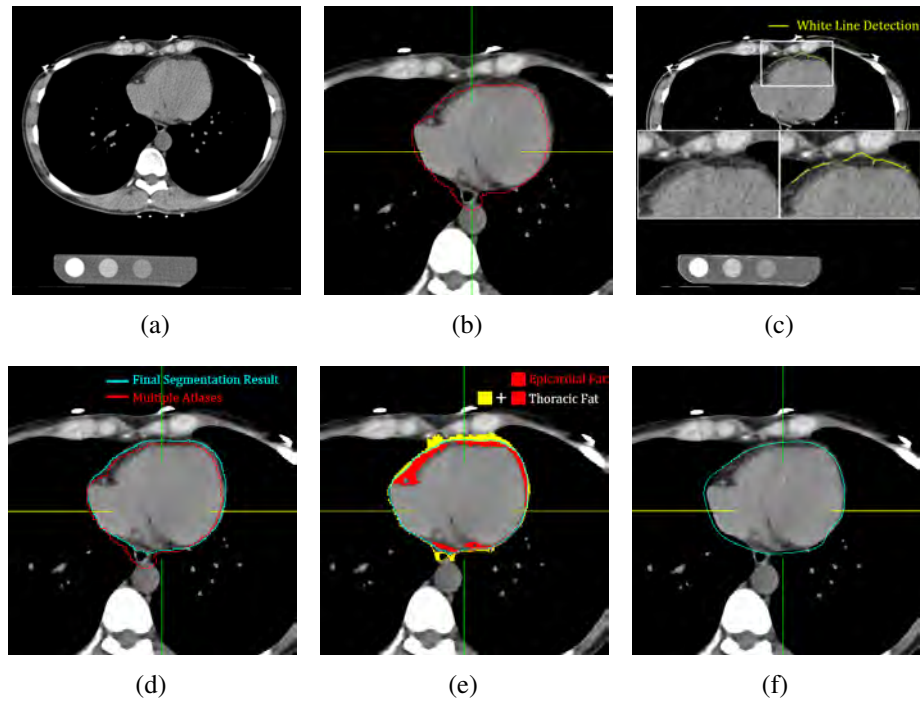 White Line Detection
(a)
(b)
(c)
Final Segmentation Result
Multiple Atlases
Epicardial Fat
+ Thoracic Fat
(d)
(e)
(f)